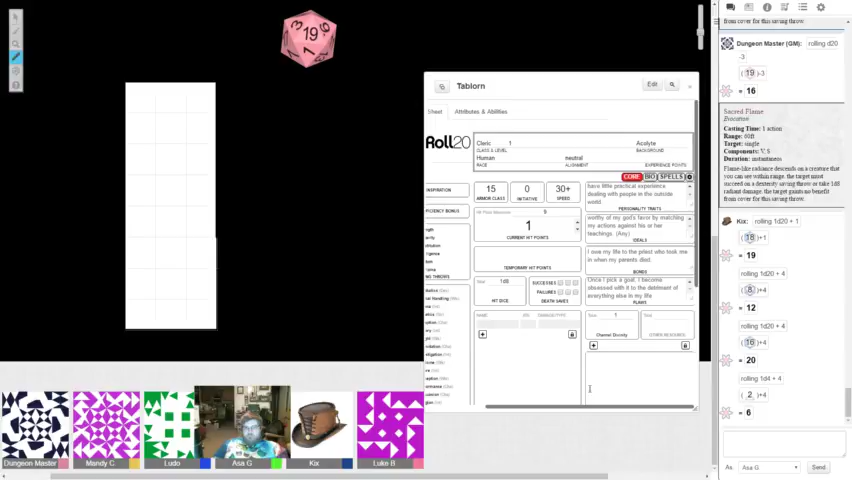 19
Tablorn
Edit
Sheet
Attributes & Abilities
Roll20
Cleric 1
CLASS & LEVEL
Acolyte
BACKGROUND
Human
RACE
neutral
ALIGNMENT
EXPERIENCE POINTS
CORE BIO SPELLS
INSPIRATION
15
ARMOR CLASS
0
INITIATIVE
30+
SPEED
have little practical experience
dealing with people in the outside
world.
PERSONALITY TRAITS
Hit Point Maximum 9
1
CURRENT HIT POINTS
worthy of my god's favor by matching
my actions against his or her
teachings. (Any)
IDEALS
TEMPORARY HIT POINTS
I owe my life to the priest who took me
in when my parents died.
BONDS
Total 1d8
HIT DICE
SUCCESSES
FAILURES
DEATH SAVES
Once I pick a goal, I become
obsessed with it to the detriment of
everything else in my life
FLAWS
NAME
ATK
DAMAGE/TYPE
Total 1
Channel Divinity
Total
OTHER RESOURCE
from cover for this saving throw.
Dungeon Master (GM): rolling d20
-3
(19)-3
= 16
Sacred Flame
Evocation
Casting Time: 1 action
Range: 60ft
Target: single
Components: V, S
Duration: instantaneous
Flame-like radiance descends on a creature that
you can see within range. the target must
succeed on a dexterity saving throw or take 1d8
radiant damage. the target gains no benefit
from cover for this saving throw.
Kix: rolling 1d20 + 1
(18)+1
= 19
rolling 1d20 + 4
(8)+4
= 12
rolling 1d20 + 4
(16)+4
= 20
rolling 1d4 + 4
(2)+4
= 6
As: Asa G
Send
Dungeon Master
Mandy C
Ludo
Asa G
Kix
Luke B